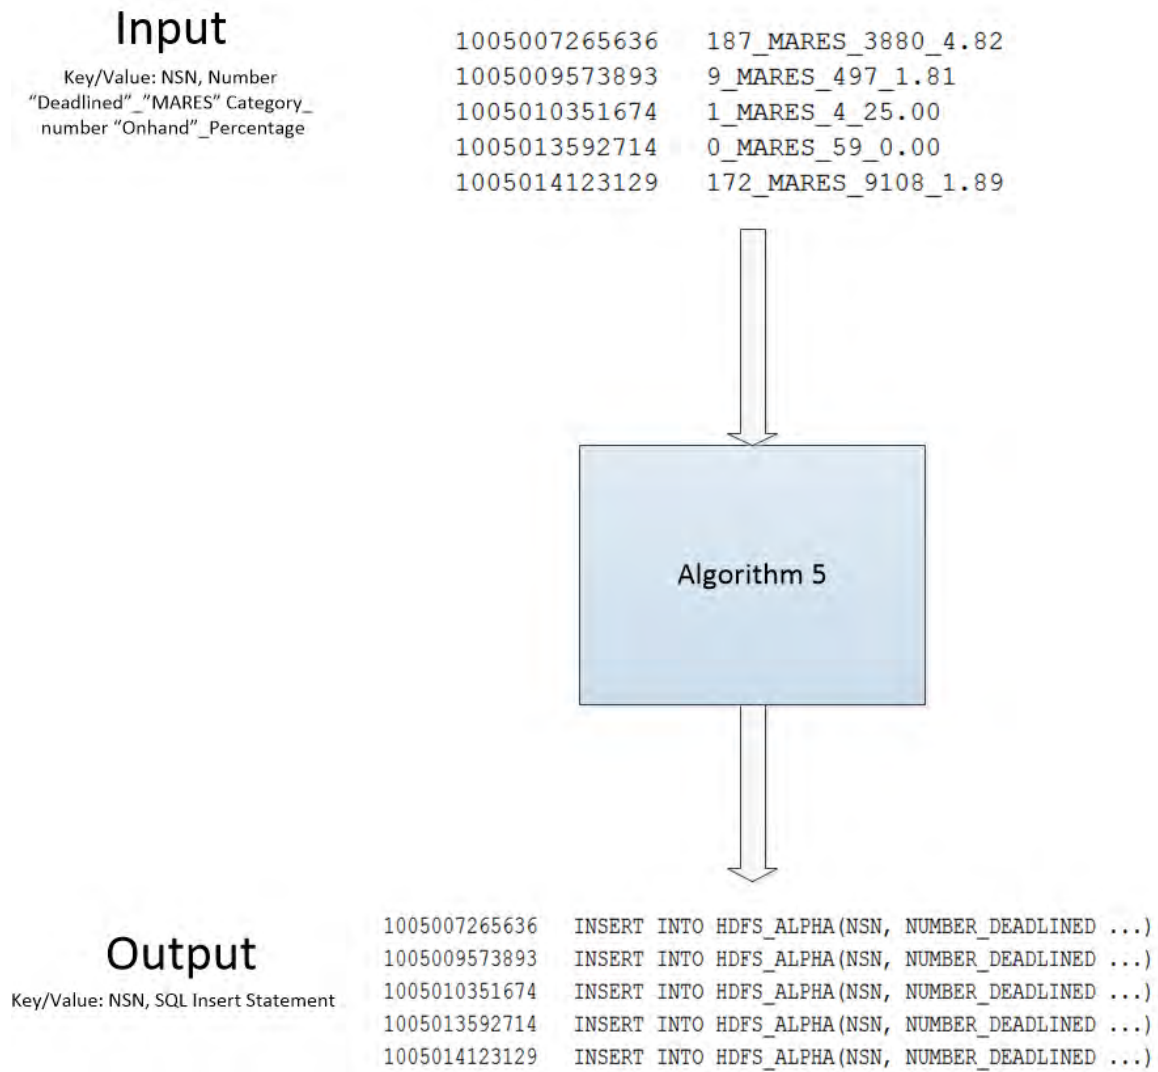 Input
Key/Value: NSN, Number
“Deadlined”_”MARES” Category_
number “Onhand”_Percentage
1005007265636 187_MARES_3880_4.82
1005009573893 9_MARES_497_1.81
1005010351674 1_MARES_4_25.00
1005013592714 0_MARES_59_0.00
1005014123129 172_MARES_9108_1.89
Algorithm 5
Output
Key/Value: NSN, SQL Insert Statement
1005007265636 INSERT INTO HDFS_ALPHA(NSN, NUMBER_DEADLINED ...)
1005009573893 INSERT INTO HDFS_ALPHA(NSN, NUMBER_DEADLINED ...)
1005010351674 INSERT INTO HDFS_ALPHA(NSN, NUMBER_DEADLINED ...)
1005013592714 INSERT INTO HDFS_ALPHA(NSN, NUMBER_DEADLINED ...)
1005014123129 INSERT INTO HDFS_ALPHA(NSN, NUMBER_DEADLINED ...)